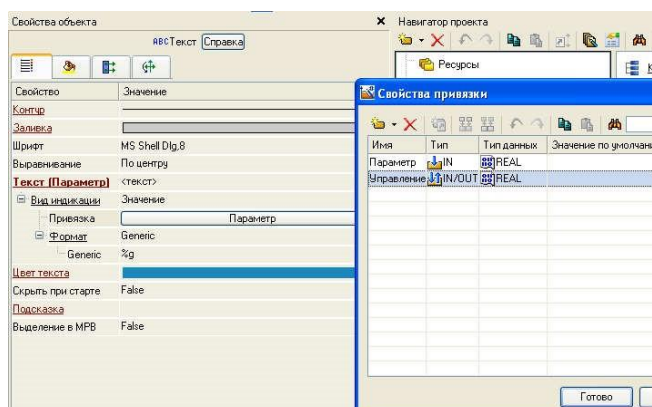 Свойства объекта
Навигатор проекта
ABC Текст Справка
Ресурсы
Свойство Значение
Контур
Заливка
Шрифт MS Shell Dlg,8
Выравнивание По центру
Текст (Параметр) <текст>
Вид индикации Значение
Привязка Параметр
Формат Generic
Generic %g
Цвет текста
Скрыть при старте False
Подсказка
Выделение в МРВ False
Свойства привязки
Имя Тип Тип данных Значение по умолчани
Параметр IN REAL
Управление IN/OUT REAL
Готово